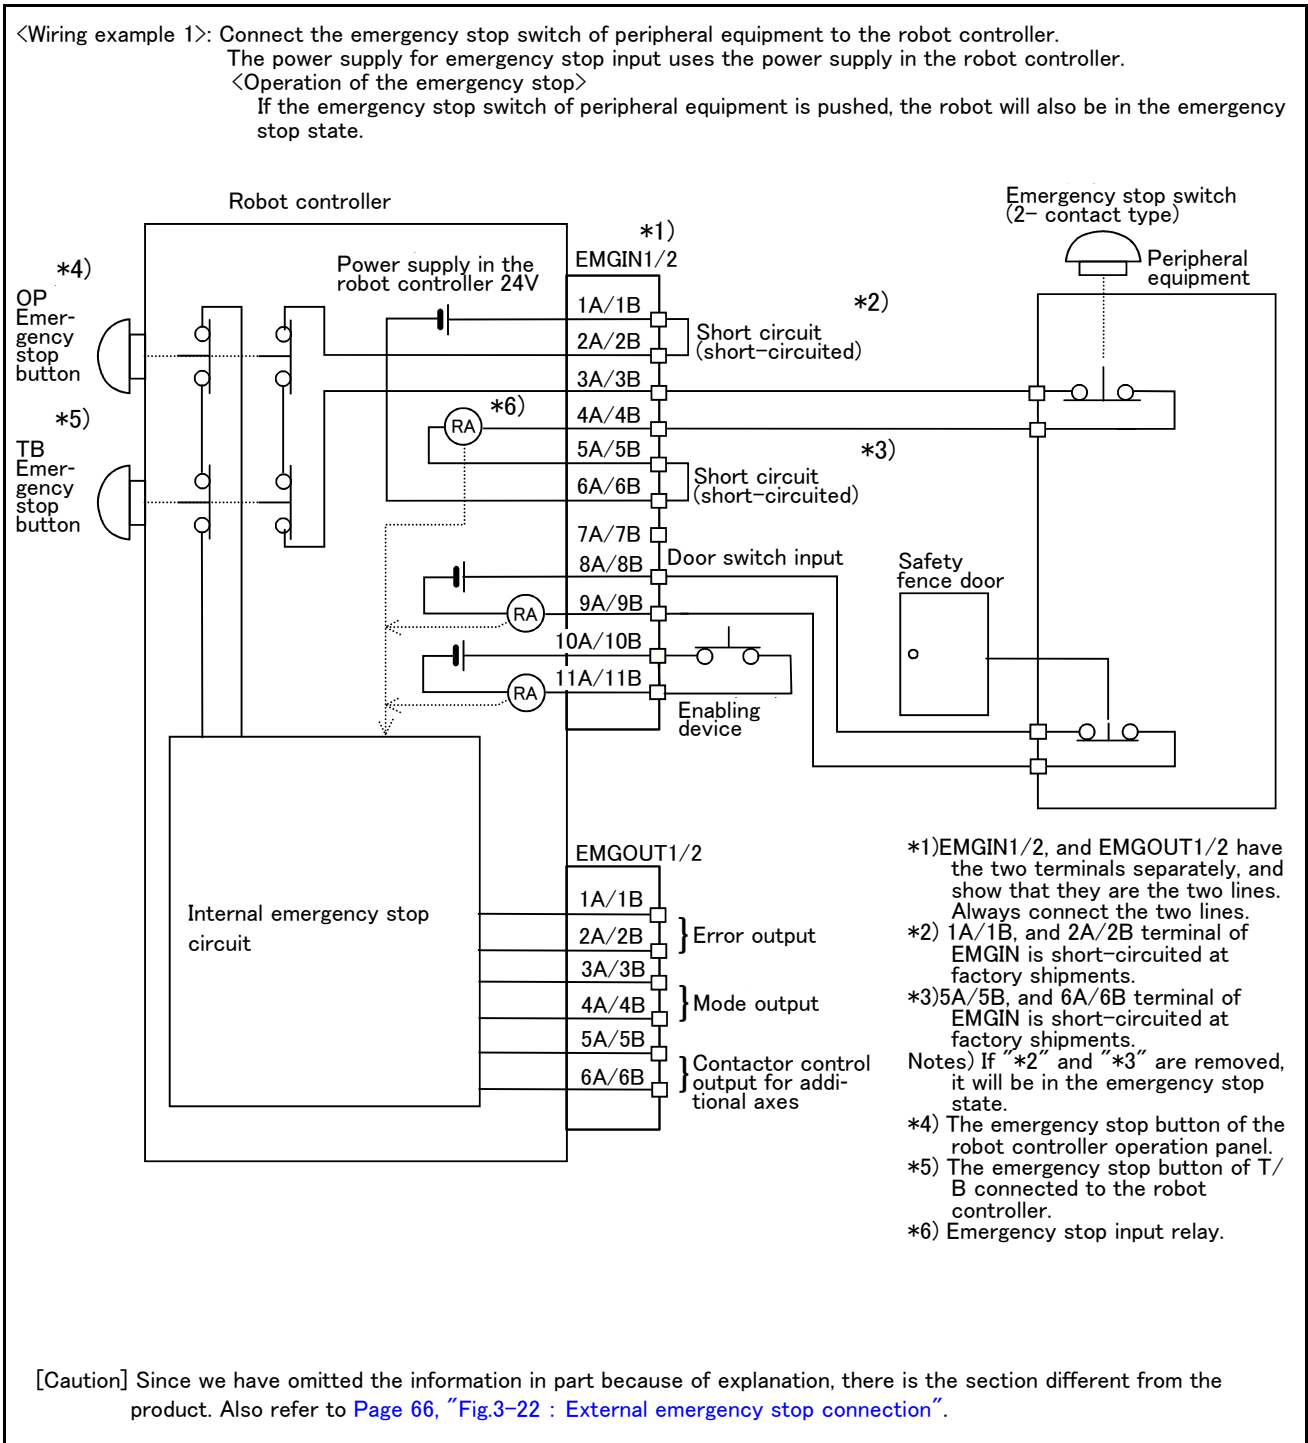 <Wiring example 1>: Connect the emergency stop switch of peripheral equipment to the robot controller.
The power supply for emergency stop input uses the power supply in the robot controller.
<Operation of the emergency stop>
If the emergency stop switch of peripheral equipment is pushed, the robot will also be in the emergency
stop state.
Robot controller
Emergency stop switch
(2- contact type)
Peripheral
equipment
*1)
EMGIN1/2
Power supply in the
robot controller 24V
*4)
OP
Emer-
gency
stop
button
*5)
TB
Emer-
gency
stop
button
1A/1B
2A/2B
3A/3B
4A/4B
5A/5B
6A/6B
7A/7B
8A/8B
9A/9B
10A/10B
11A/11B
*2)
Short circuit
(short-circuited)
*6)
RA
*3)
Short circuit
(short-circuited)
Door switch input
RA
RA
Safety
fence door
Enabling
device
Internal emergency stop
circuit
EMGOUT1/2
1A/1B
2A/2B
3A/3B
4A/4B
5A/5B
6A/6B
} Error output
} Mode output
} Contactor control
output for addi-
tional axes
*1)EMGIN1/2, and EMGOUT1/2 have
the two terminals separately, and
show that they are the two lines.
Always connect the two lines.
*2) 1A/1B, and 2A/2B terminal of
EMGIN is short-circuited at
factory shipments.
*3)5A/5B, and 6A/6B terminal of
EMGIN is short-circuited at
factory shipments.
Notes) If "*2" and "*3" are removed,
it will be in the emergency stop
state.
*4) The emergency stop button of the
robot controller operation panel.
*5) The emergency stop button of T/
B connected to the robot
controller.
*6) Emergency stop input relay.
[Caution] Since we have omitted the information in part because of explanation, there is the section different from the
product. Also refer to Page 66, "Fig.3-22 : External emergency stop connection".